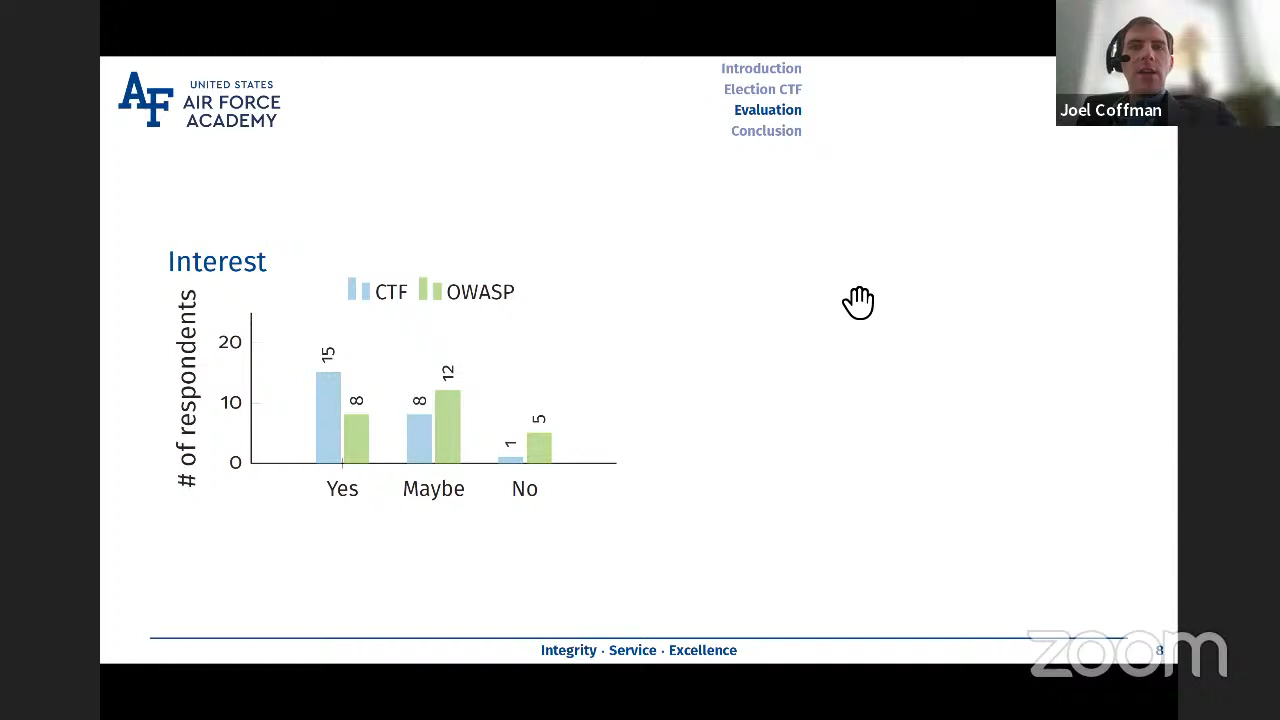 UNITED STATES
AIR FORCE
ACADEMY
Introduction
Election CTF
Evaluation
Conclusion
Joel Coffman
Interest
CTF OWASP
# of respondents
20
10
0
15
8
8
12
1
5
Yes Maybe No
Integrity · Service · Excellence
8
zoom